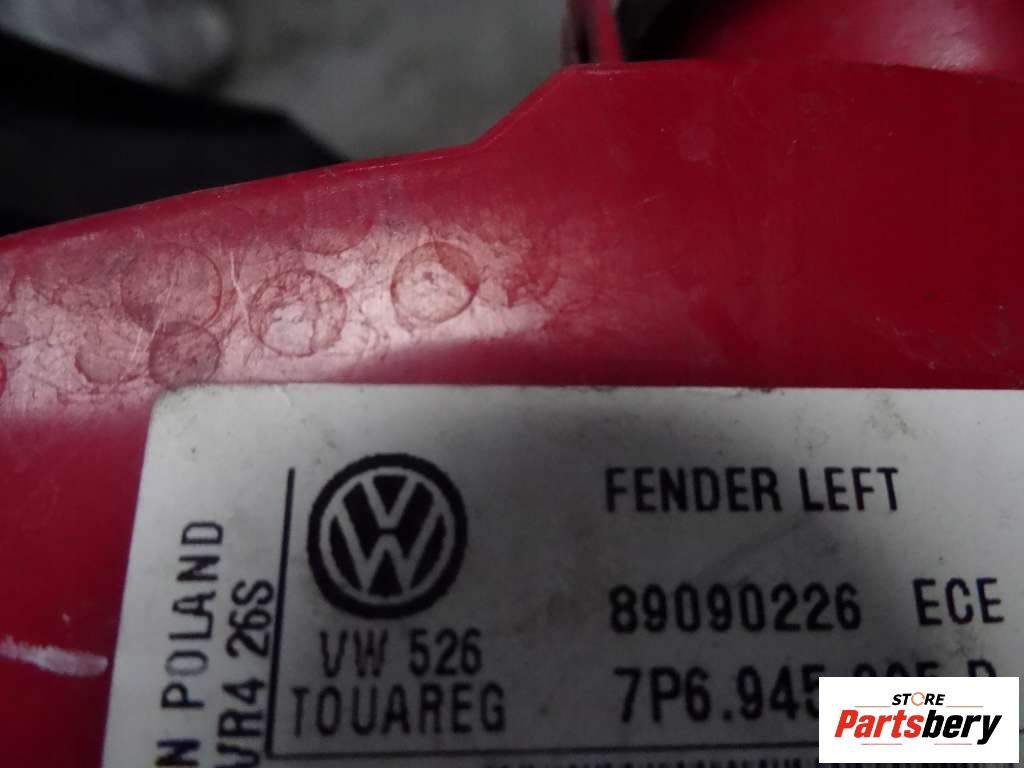 FENDER LEFT
89090226 ECE
VW 526
TOUAREG
N POLAND
VR4 26S
STORE
Partsbery